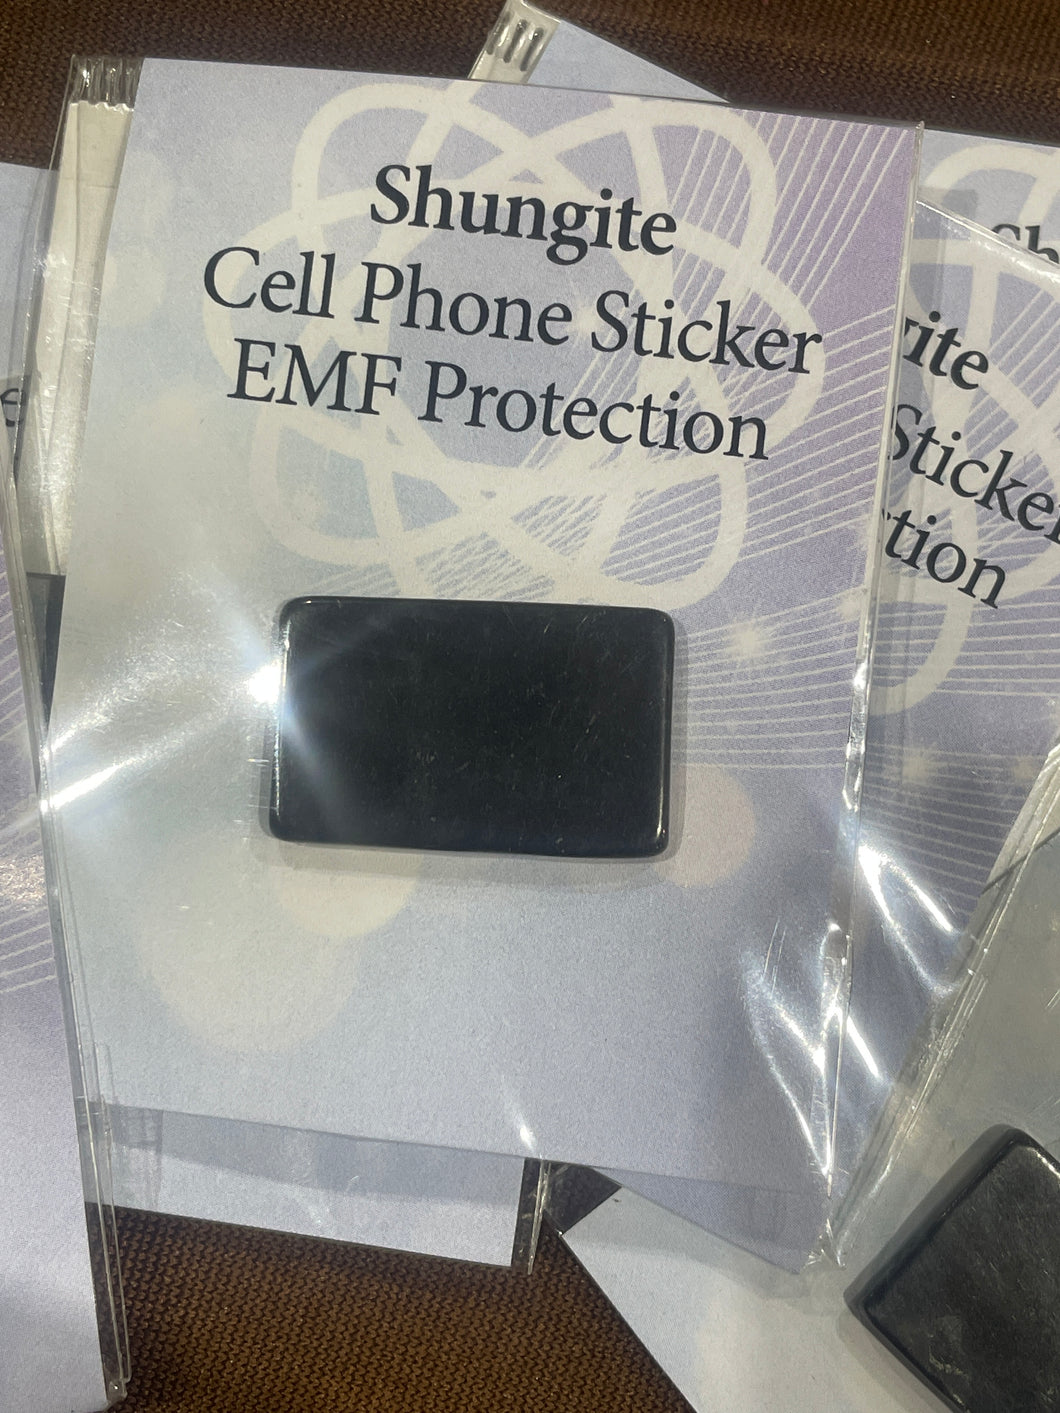 Shungite
Cell Phone Sticker
EMF Protection